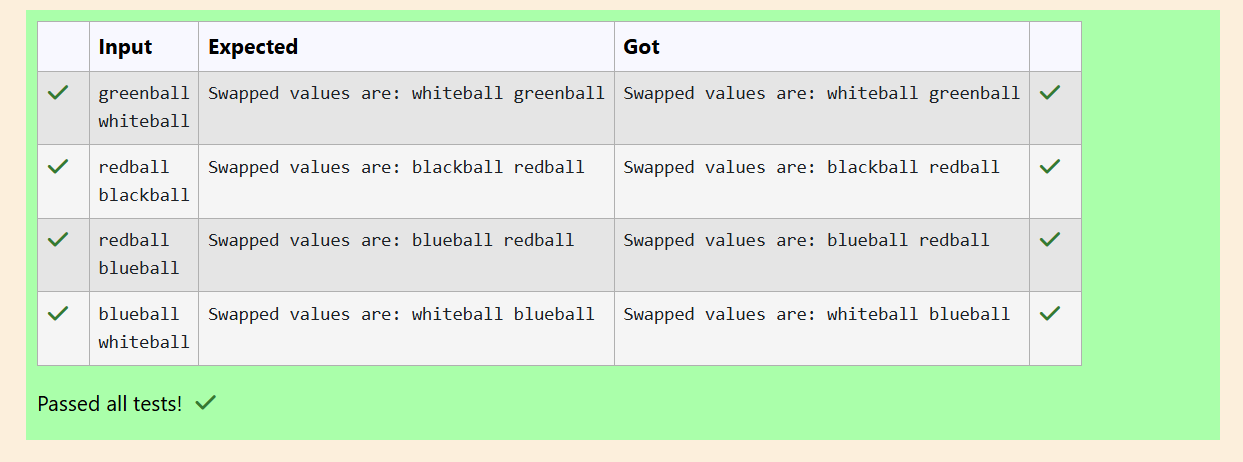 Input Expected Got
greenball Swapped values are: whiteball greenball Swapped values are: whiteball greenball
whiteball
redball Swapped values are: blackball redball Swapped values are: blackball redball
blackball
redball Swapped values are: blueball redball Swapped values are: blueball redball
blueball
blueball Swapped values are: whiteball blueball Swapped values are: whiteball blueball
whiteball
Passed all tests!